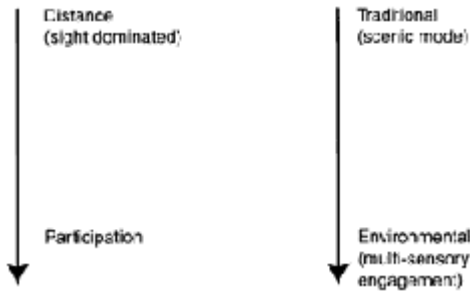 Distance
(sight dominated)
Participation
Traditional
(scenic mode)
Environmental
(multi-sensory
engagement)